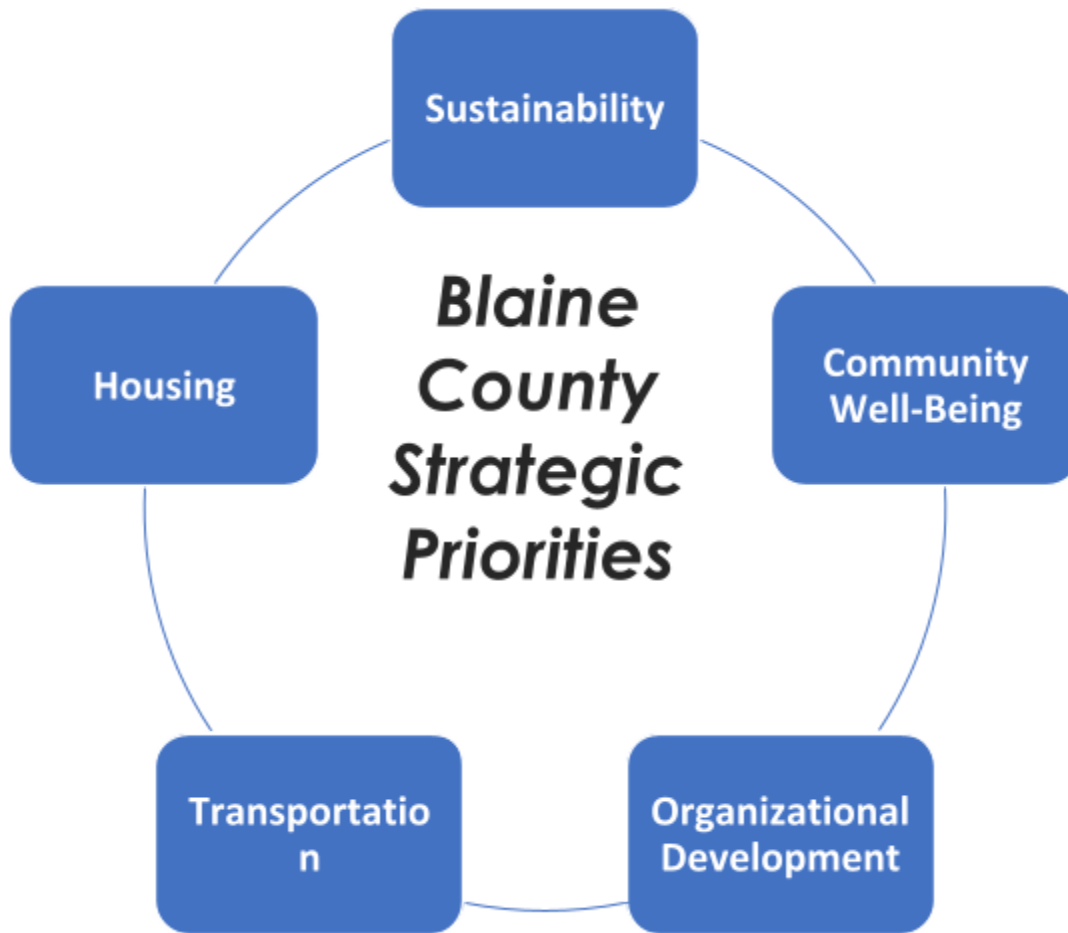 Sustainability
Blaine
County
Strategic
Priorities
Housing
Community
Well-Being
Transportatio
n
Organizational
Development